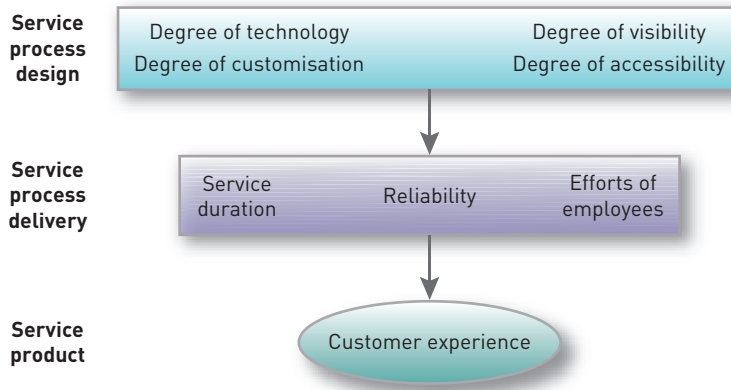 Service
process
design
Degree of technology
Degree of visibility
Degree of customisation
Degree of accessibility
Service
process
delivery
Service
duration
Reliability
Efforts of
employees
Service
product
Customer experience